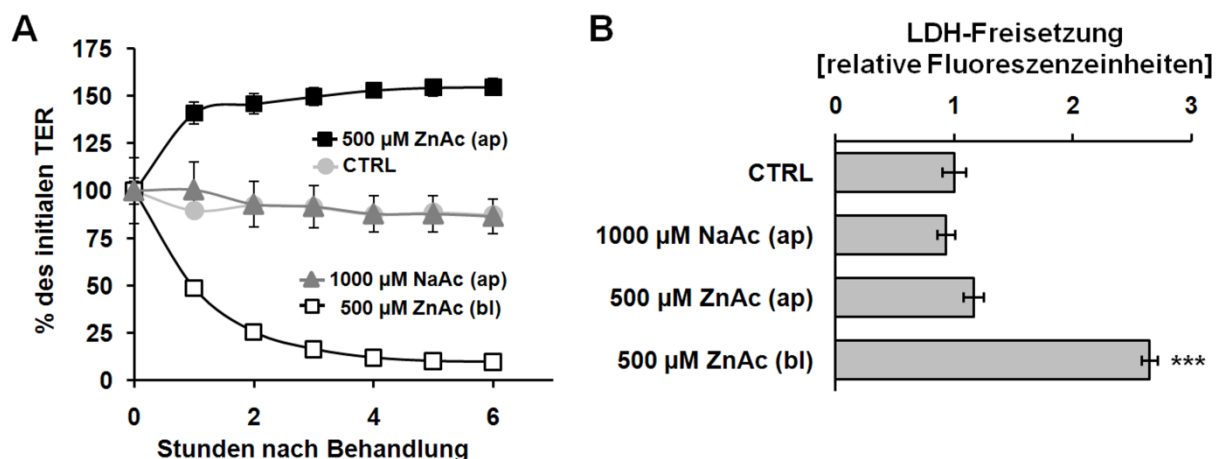 A
% des initialen TER
175
150
125
100
75
50
25
0
500 µM ZnAc (ap)
CTRL
1000 µM NaAc (ap)
500 µM ZnAc (bl)
0 2 4 6
Stunden nach Behandlung
B
LDH-Freisetzung
[relative Fluoreszenzeinheiten]
0 1 2 3
CTRL
1000 µM NaAc (ap)
500 µM ZnAc (ap)
500 µM ZnAc (bl)
***